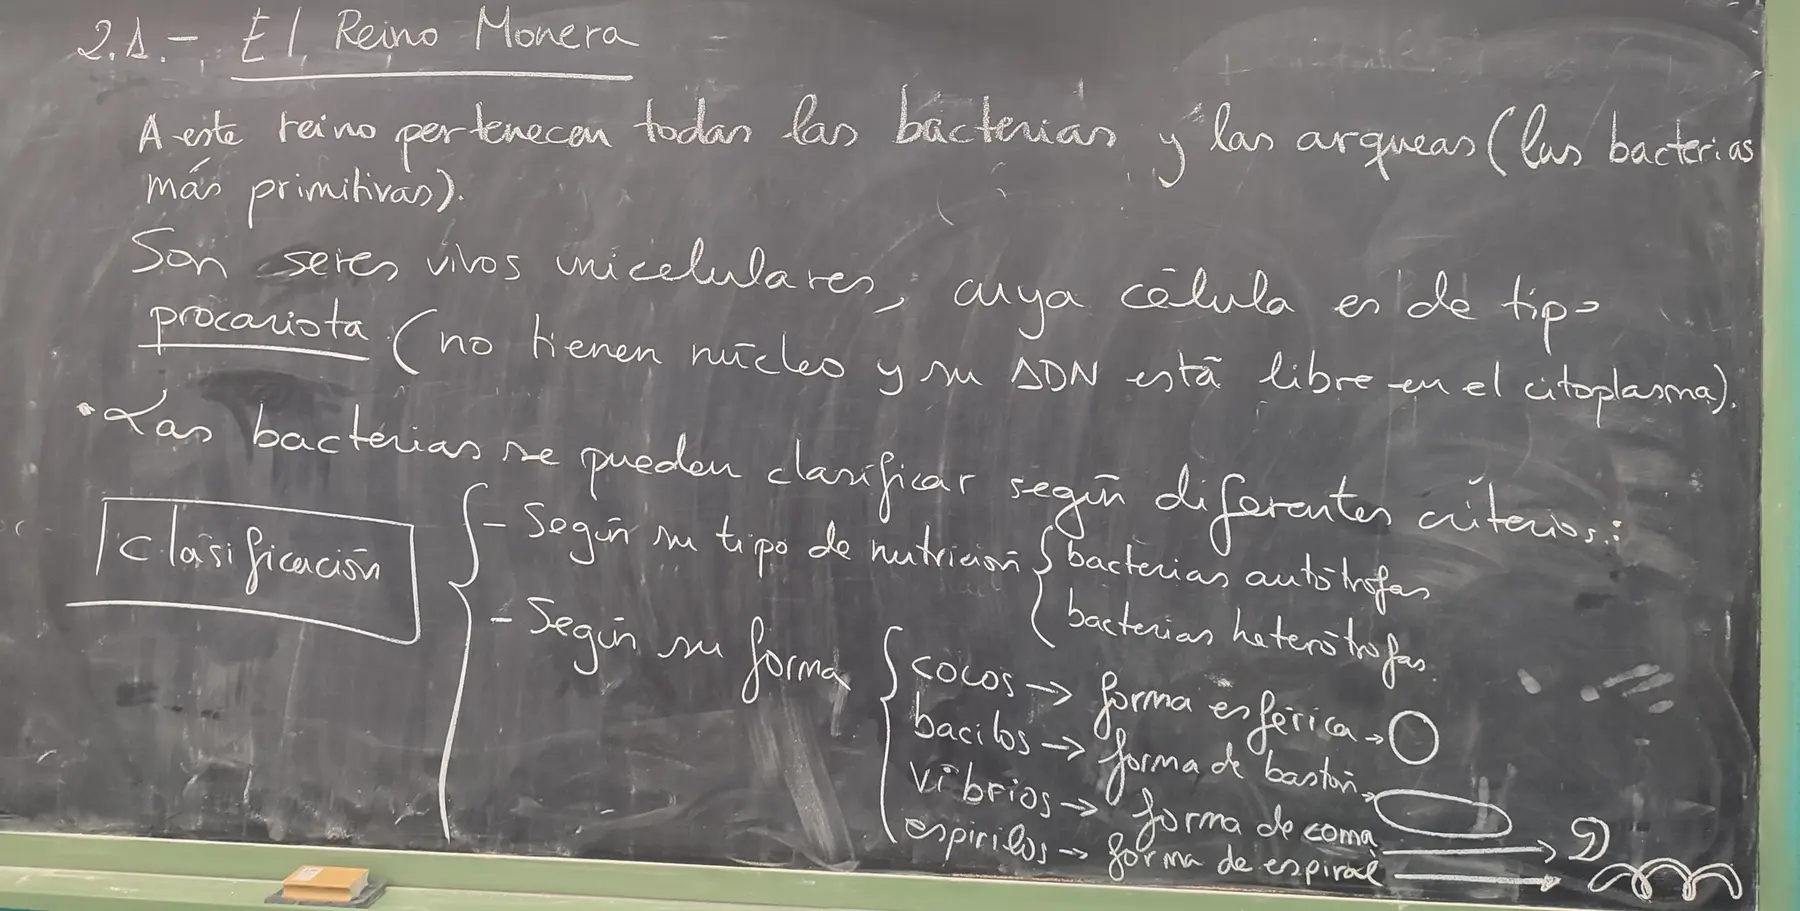 2.1.- El Reino Monera
A este reino pertenecen todas las bacterias y las arqueas (las bacterias
más primitivas).
Son seres vivos unicelulares, cuya célula es de tipo
procariota (no tienen núcleo y su ADN está libre en el citoplasma).
• Las bacterias se pueden clasificar según diferentes criterios:
Clasificación
- Según su tipo de nutrición
bacterias autótrofas
bacterias heterótrofas.
- Según su forma
cocos → forma esférica →
bacilos → forma de bastón →
vibrios → forma de coma →
espirilos → forma de espiral →